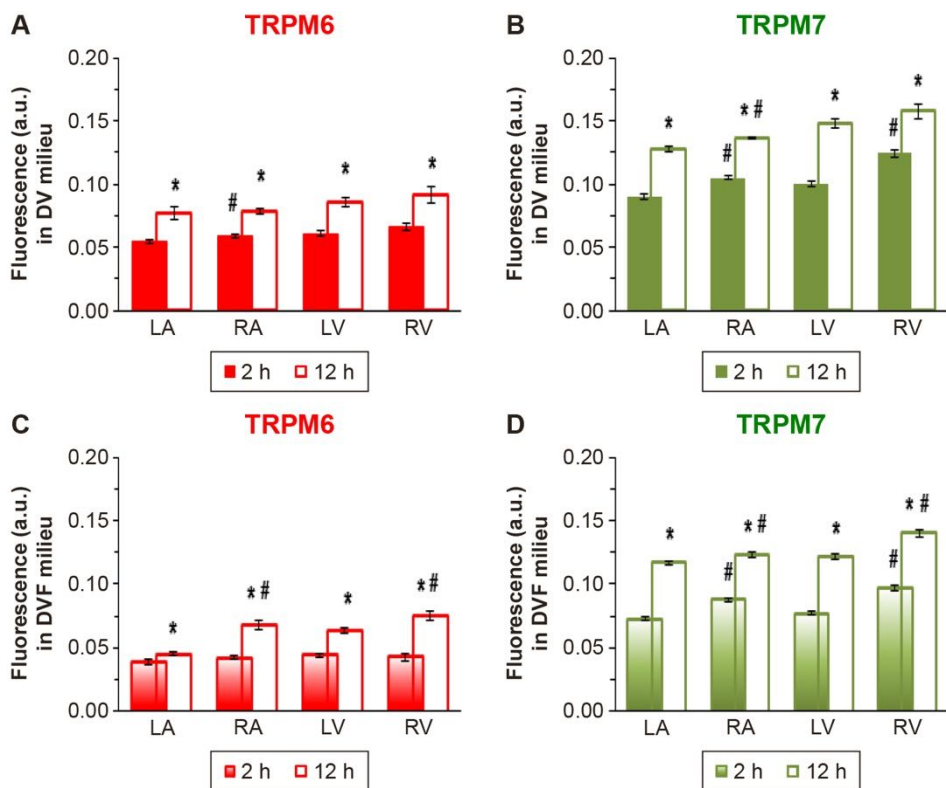 A TRPM6
Fluorescence (a.u.)
in DV milieu
0.20
0.15
0.10
0.05
0.00
* # * * *
LA RA LV RV
2 h 12 h
B TRPM7
Fluorescence (a.u.)
in DV milieu
0.20
0.15
0.10
0.05
0.00
* # * # * # *
LA RA LV RV
2 h 12 h
C TRPM6
Fluorescence (a.u.)
in DVF milieu
0.20
0.15
0.10
0.05
0.00
* * # * * #
LA RA LV RV
2 h 12 h
D TRPM7
Fluorescence (a.u.)
in DVF milieu
0.20
0.15
0.10
0.05
0.00
* # * # * # * #
LA RA LV RV
2 h 12 h